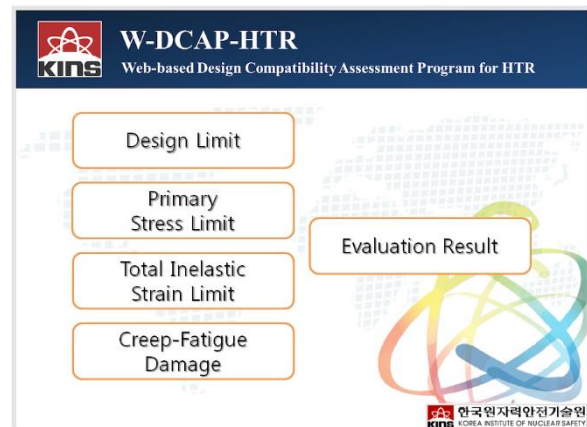 W-DCAP-HTR
KINS
Web-based Design Compatibility Assessment Program for HTR
Design Limit
Primary
Stress Limit
Total Inelastic
Strain Limit
Creep-Fatigue
Damage
Evaluation Result
한국원자력안전기술원
KINS
KOREA INSTITUTE OF NUCLEAR SAFETY